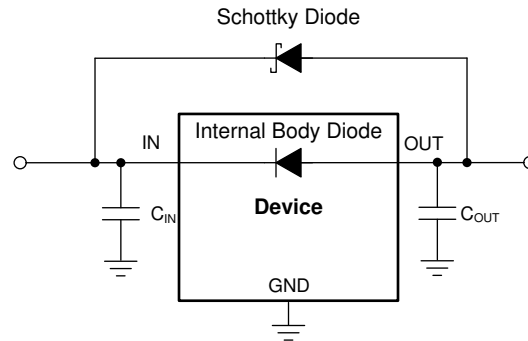 Schottky Diode
IN
Internal Body Diode
OUT
Device
CIN
COUT
GND